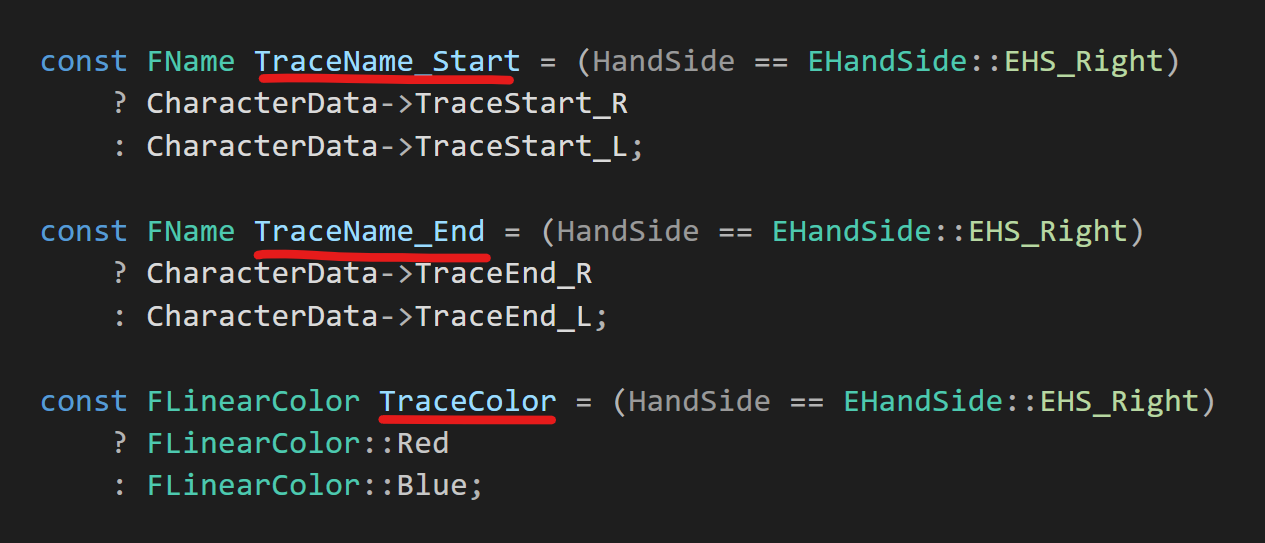 const FName TraceName_Start = (HandSide == EHandSide::EHS_Right)
? CharacterData->TraceStart_R
: CharacterData->TraceStart_L;
const FName TraceName_End = (HandSide == EHandSide::EHS_Right)
? CharacterData->TraceEnd_R
: CharacterData->TraceEnd_L;
const FLinearColor TraceColor = (HandSide == EHandSide::EHS_Right)
? FLinearColor::Red
: FLinearColor::Blue;